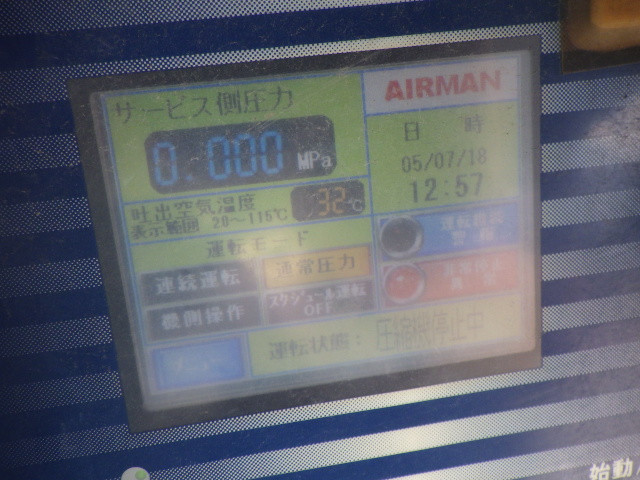 サービス側圧力
0.000 MPa
吐出空気温度
表示範囲 20〜115℃
32℃
運転モード
連続運転
通常圧力
機側操作
スケジュール運転
OFF
運転状態： 圧縮機停止中
AIRMAN
日 時
05/07/18
12:57
始動